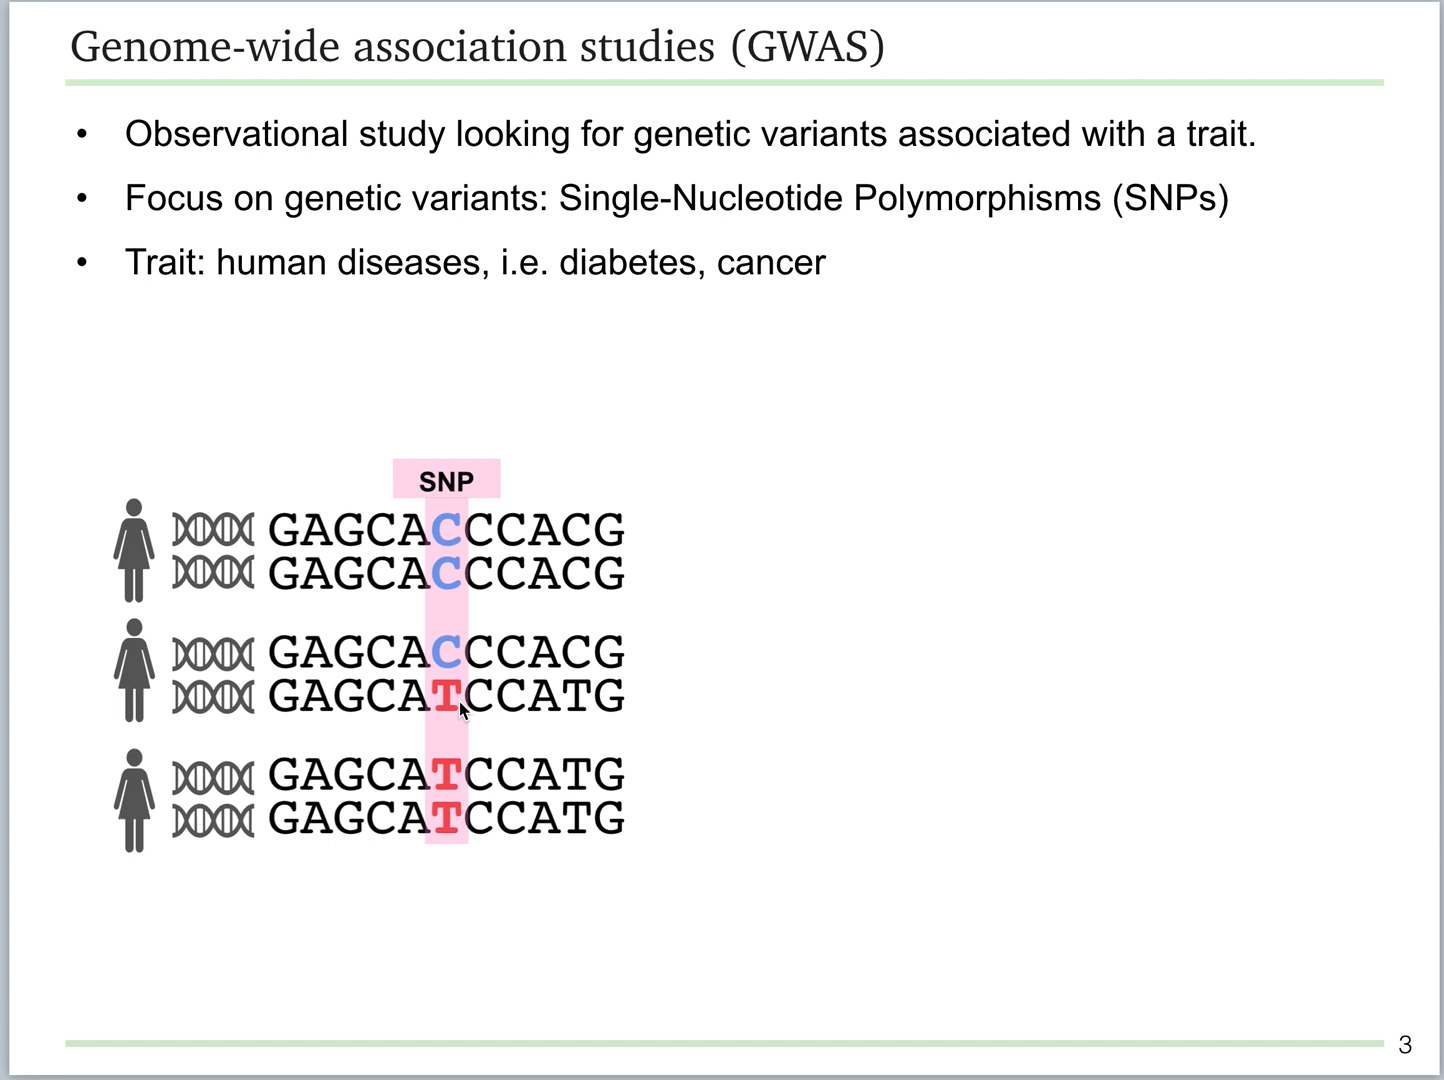 Genome-wide association studies (GWAS)
• Observational study looking for genetic variants associated with a trait.
• Focus on genetic variants: Single-Nucleotide Polymorphisms (SNPs)
• Trait: human diseases, i.e. diabetes, cancer
SNP
GAGCACCCACG
GAGCACCCACG
GAGCACCCACG
GAGCATCCATG
GAGCATCCATG
GAGCATCCATG
3